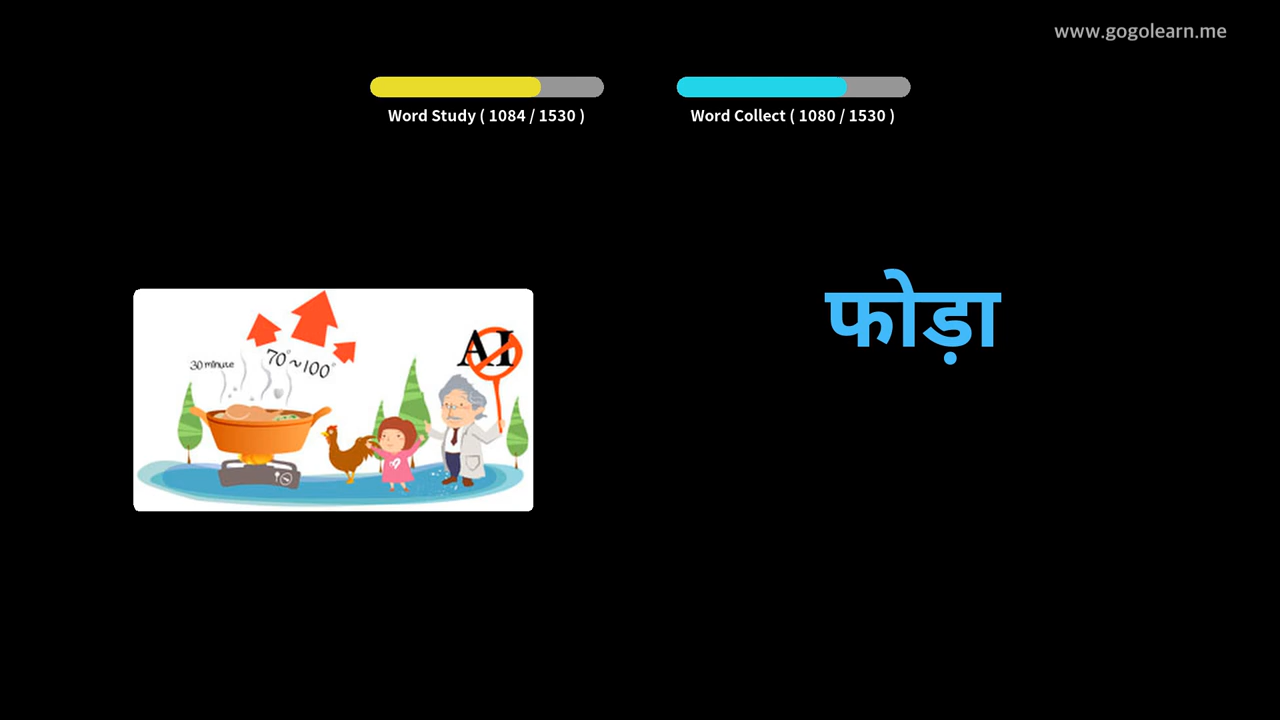 www.gogolearn.me
Word Study ( 1084 / 1530 )
Word Collect ( 1080 / 1530 )
फोड़ा
30 minute
70°~100°
AI